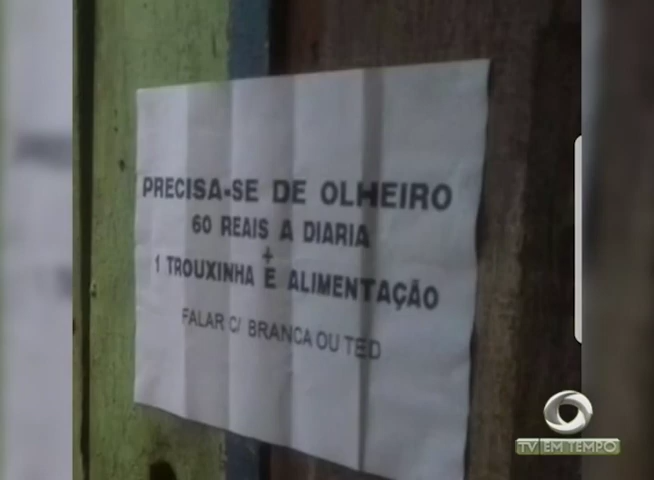 PRECISA-SE DE OLHEIRO
60 REAIS A DIARIA
+
1 TROUXINHA E ALIMENTAÇÃO
FALAR C/ BRANCA OU TED
TV EM TEMPO